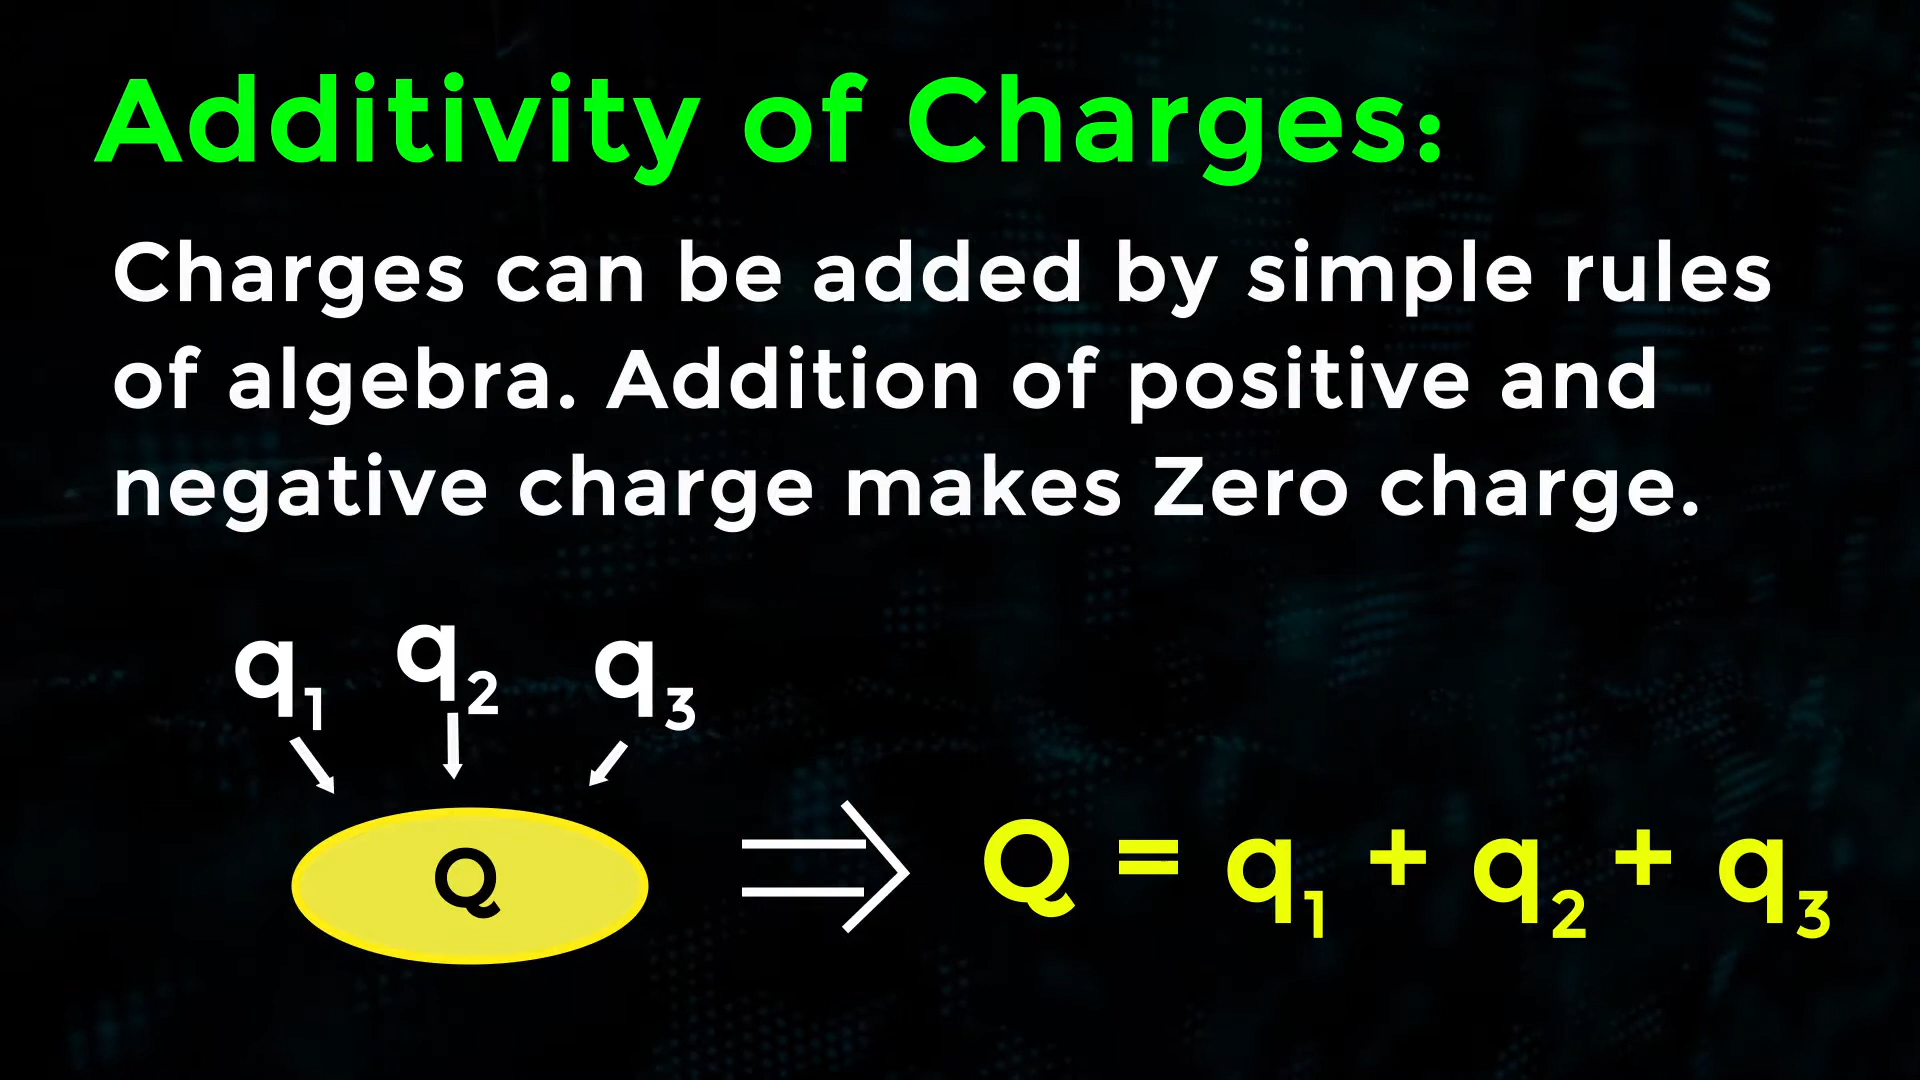 Additivity of Charges:
Charges can be added by simple rules
of algebra. Addition of positive and
negative charge makes Zero charge.
q₁ q₂ q₃
Q
Q = q₁ + q₂ + q₃